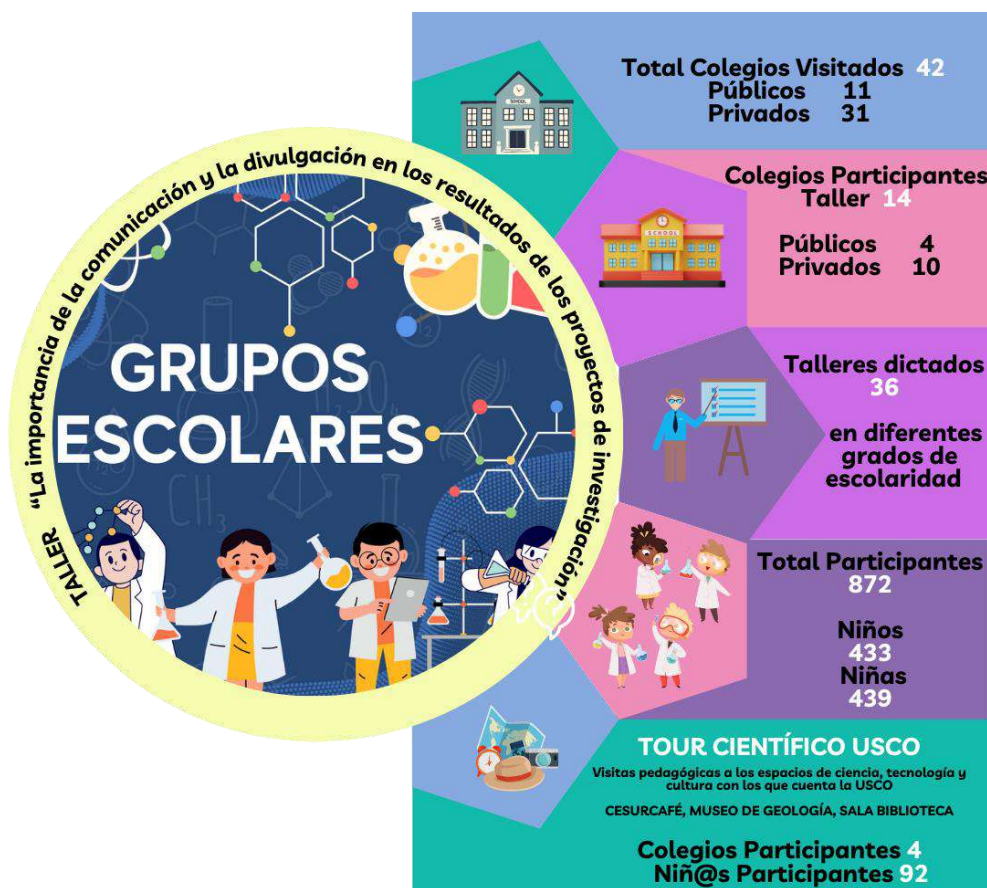 TALLER “La importancia de la comunicación y la divulgación en los resultados de los proyectos de investigación”
GRUPOS
ESCOLARES
CH₃
SCHOOL
Total Colegios Visitados 42
Públicos 11
Privados 31
SCHOOL
Colegios Participantes
Taller 14
Públicos 4
Privados 10
Talleres dictados
36
en diferentes
grados de
escolaridad
Total Participantes
872
Niños
433
Niñas
439
TOUR CIENTÍFICO USCO
Visitas pedagógicas a los espacios de ciencia, tecnología y
cultura con los que cuenta la USCO
CESURCAFÉ, MUSEO DE GEOLOGÍA, SALA BIBLIOTECA
Colegios Participantes 4
Niñ@s Participantes 92